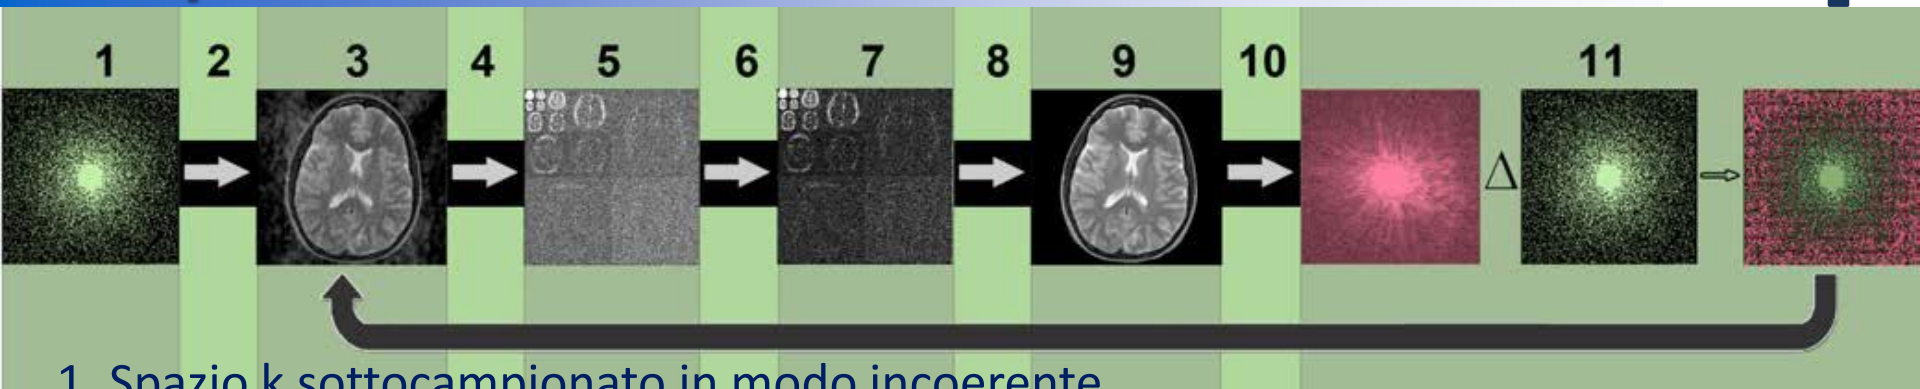 1 2 3 4 5 6 7 8 9 10 11
Δ
1. Spazio k sottocampionato in modo incoerente